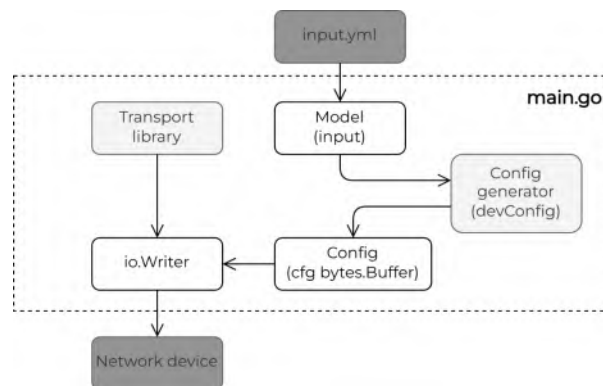 input.yml
main.go
Transport
library
Model
(input)
Config
generator
(devConfig)
io.Writer
Config
(cfg bytes.Buffer)
Network device